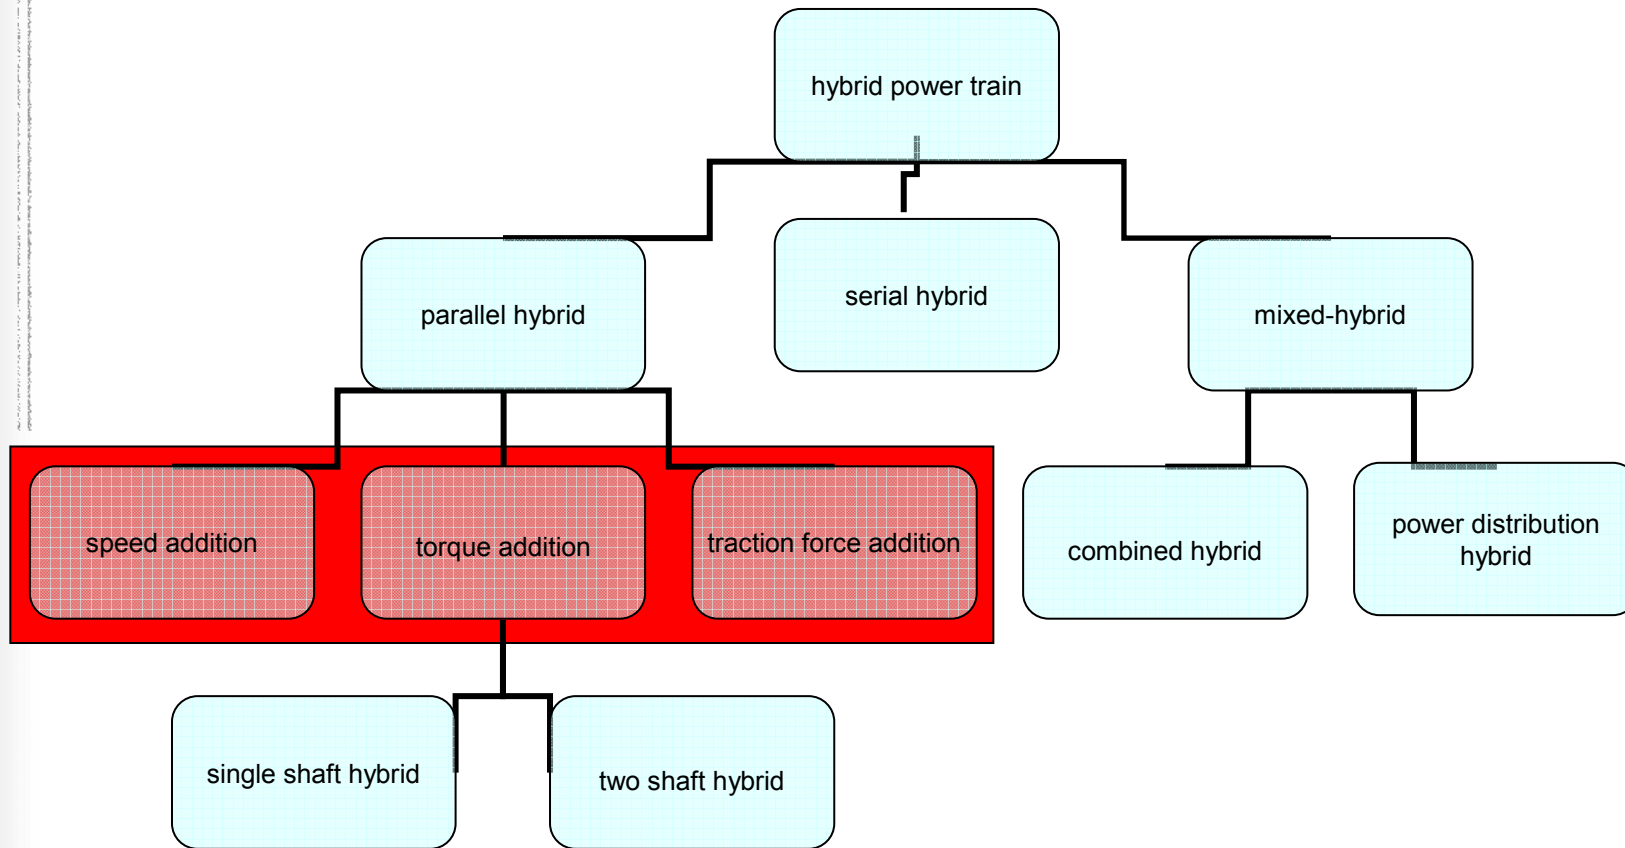 hybrid power train
serial hybrid
parallel hybrid
mixed-hybrid
speed addition
torque addition
traction force addition
combined hybrid
power distribution
hybrid
single shaft hybrid
two shaft hybrid